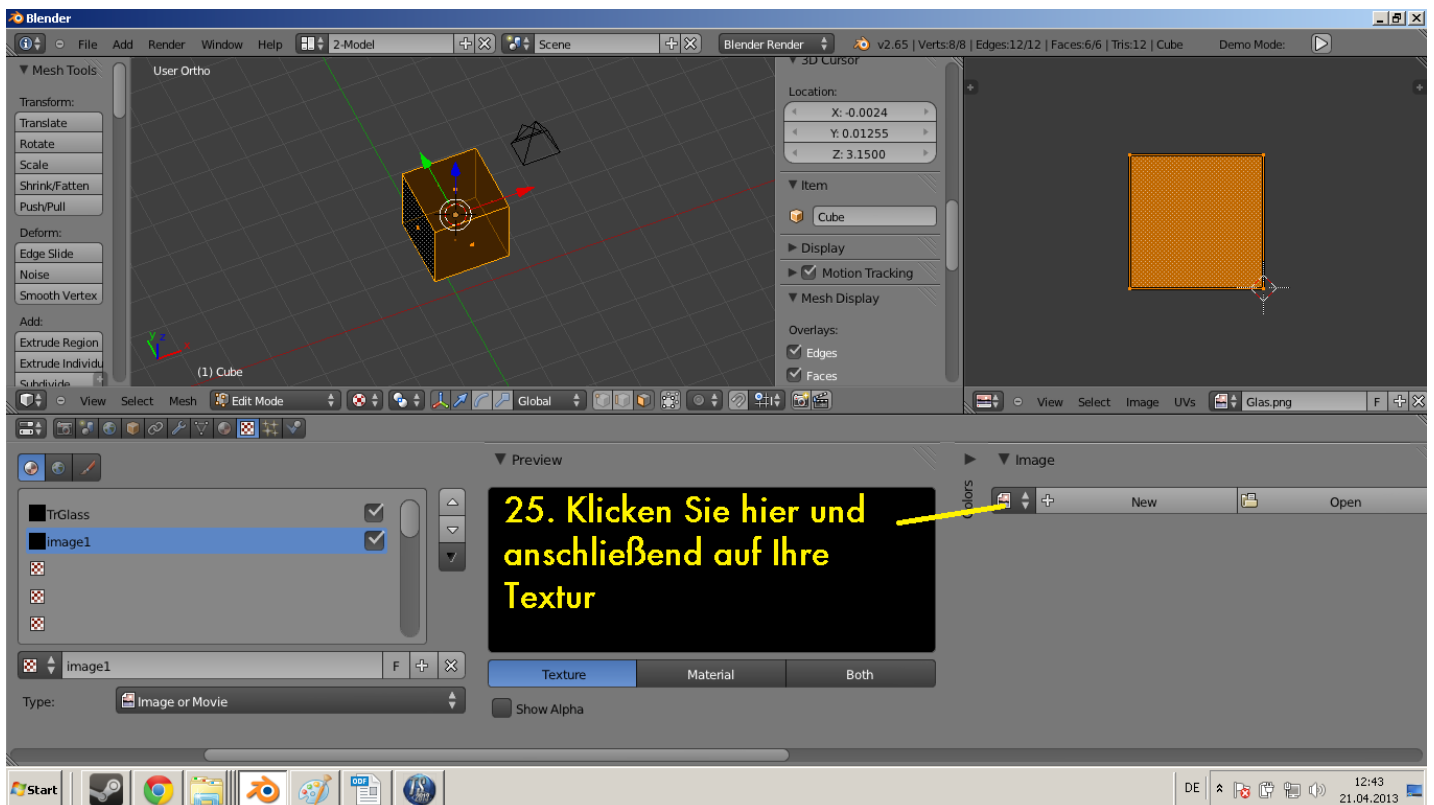 Blender
File Add Render Window Help 2-Model Scene Blender Render v2.65 | Verts:8/8 | Edges:12/12 | Faces:6/6 | Tris:12 | Cube Demo Mode:
Mesh Tools
Transform:
Translate
Rotate
Scale
Shrink/Fatten
Push/Pull
Deform:
Edge Slide
Noise
Smooth Vertex
Add:
Extrude Region
Extrude Individu
Subdivide
User Ortho
y z x
(1) Cube
3D Cursor
Location:
X: -0.0024
Y: 0.01255
Z: 3.1500
Item
Cube
Display
Motion Tracking
Mesh Display
Overlays:
Edges
Faces
View Select Mesh Edit Mode Global
View Select Image UVs Glas.png F
TrGlass
image1
image1 F
Type: Image or Movie
Preview
25. Klicken Sie hier und
anschließend auf Ihre
Textur
Texture Material Both
Show Alpha
Colors
Image
New Open
Start
DE
12:43
21.04.2013